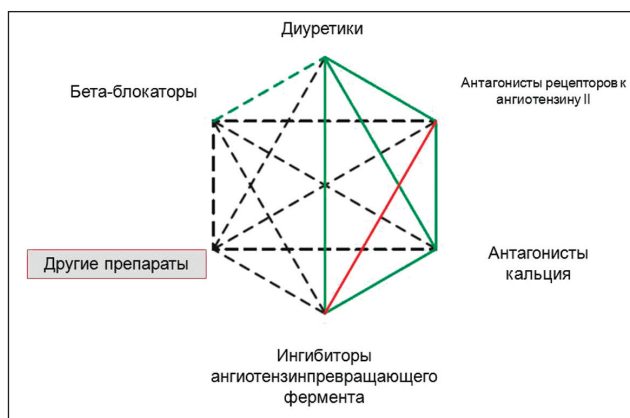 Диуретики
Бета-блокаторы
Антагонисты рецепторов к
ангиотензину II
Другие препараты
Антагонисты
кальция
Ингибиторы
ангиотензинпревращающего
фермента